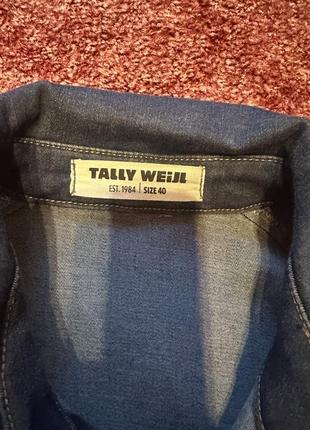 TALLY WEiJL
EST. 1984 | SIZE 40